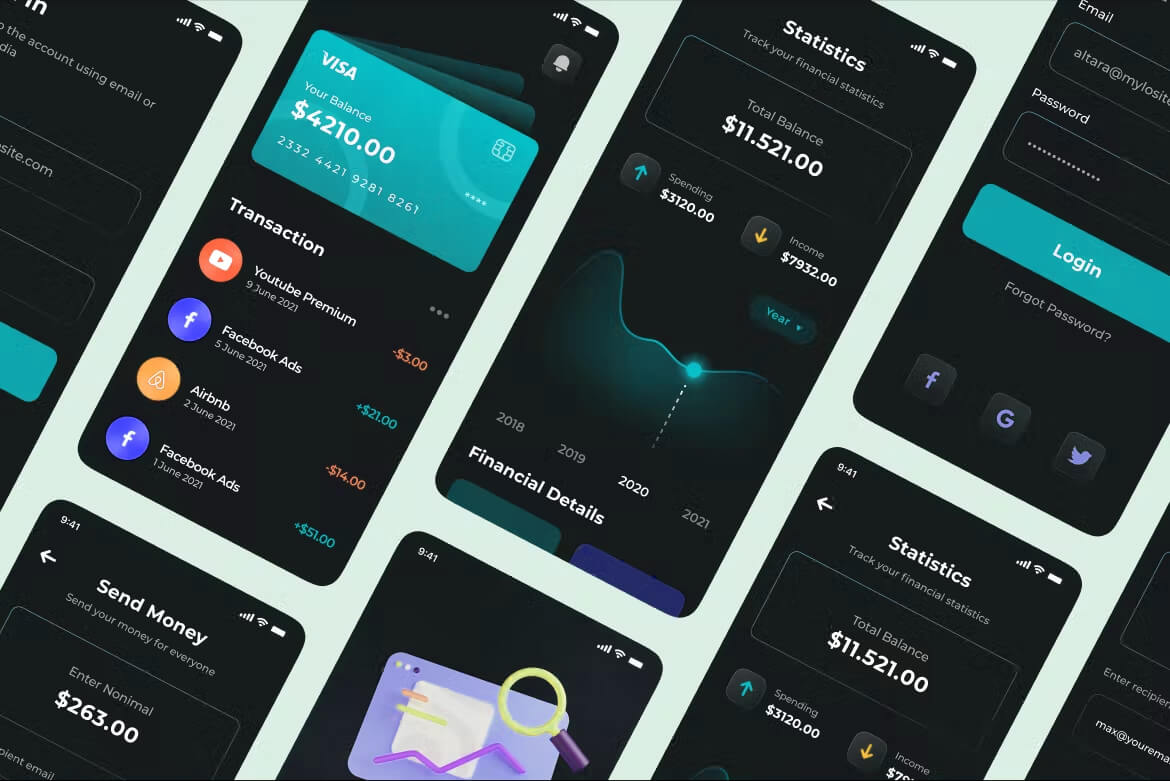 the account using email or
site.com
VISA
Your Balance
$4210.00
2332 4421 9281 8261
****
Transaction
Youtube Premium
9 June 2021
-$3.00
Facebook Ads
5 June 2021
+$21.00
Airbnb
2 June 2021
-$14.00
Facebook Ads
1 June 2021
+$51.00
Statistics
Track your financial statistics
Total Balance
$11.521.00
Spending
$3120.00
Income
$7932.00
Year
2018
2019
2020
2021
Financial Details
Email
altara@mylosite
Password
Login
Forgot Password?
f
G
9:41
Send Money
Send your money for everyone
Enter Nonimal
$263.00
pient email
9:41
9:41
Statistics
Track your financial statistics
Total Balance
$11.521.00
Spending
$3120.00
Income
$7932
Enter recipien
max@yourema